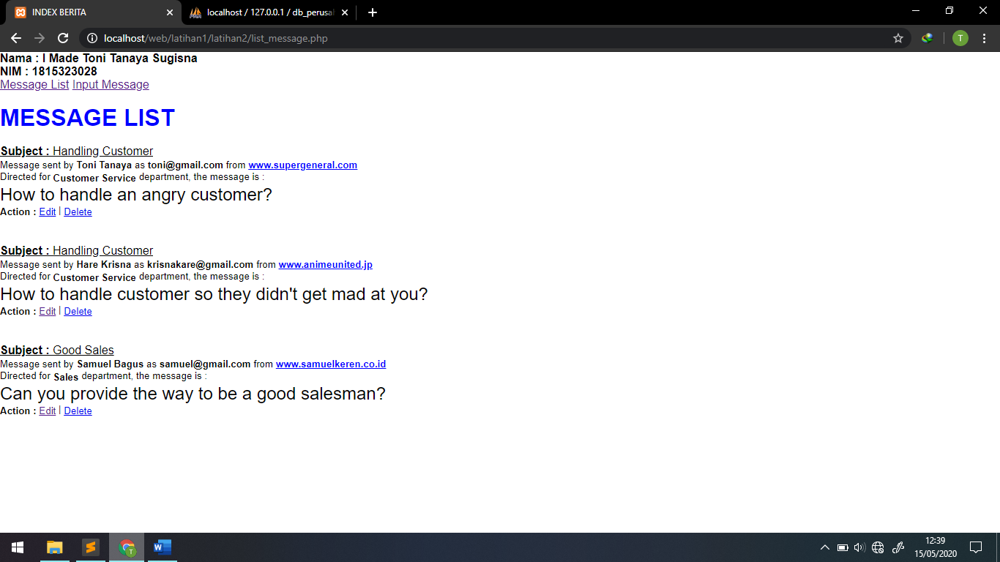 INDEX BERITA
localhost / 127.0.0.1 / db_perusa
localhost/web/latihan1/latihan2/list_message.php
T
Nama : I Made Toni Tanaya Sugisna
NIM : 1815323028
Message List Input Message
MESSAGE LIST
Subject : Handling Customer
Message sent by Toni Tanaya as toni@gmail.com from www.supergeneral.com
Directed for Customer Service department, the message is :
How to handle an angry customer?
Action : Edit | Delete
Subject : Handling Customer
Message sent by Hare Krisna as krisnakare@gmail.com from www.animeunited.jp
Directed for Customer Service department, the message is :
How to handle customer so they didn't get mad at you?
Action : Edit | Delete
Subject : Good Sales
Message sent by Samuel Bagus as samuel@gmail.com from www.samuelkeren.co.id
Directed for Sales department, the message is :
Can you provide the way to be a good salesman?
Action : Edit | Delete
12:39
15/05/2020